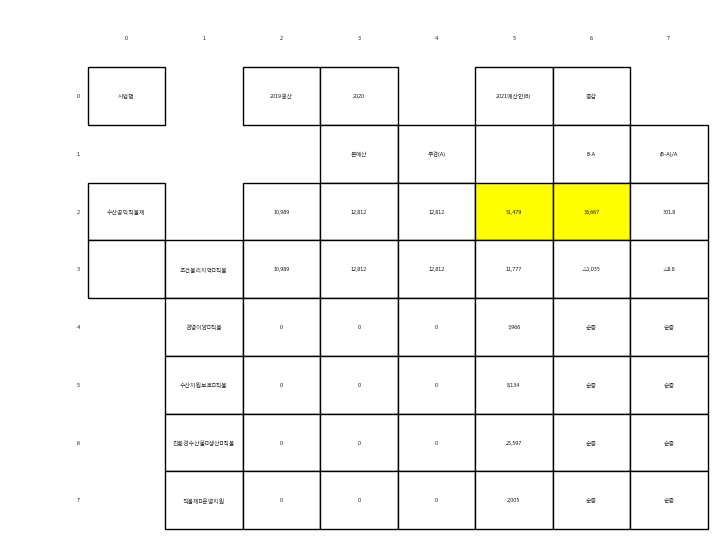 0 1 2 3 4 5 6 7
0 사업명 2019결산 2020 2021예산안(B) 증감
1 본예산 추경(A) B-A (B-A)/A
2 수산공익직불제 10,989 12,812 12,812 51,479 38,667 301.8
3 조건불리지역□직불 10,989 12,812 12,812 11,777 △1,035 △8.8
4 경영이양□직불 0 0 0 3,966 순증 순증
5 수산자원보호□직불 0 0 0 8,134 순증 순증
6 친환경수산물□생산□직불 0 0 0 25,597 순증 순증
7 직불제□운영지원 0 0 0 2,005 순증 순증